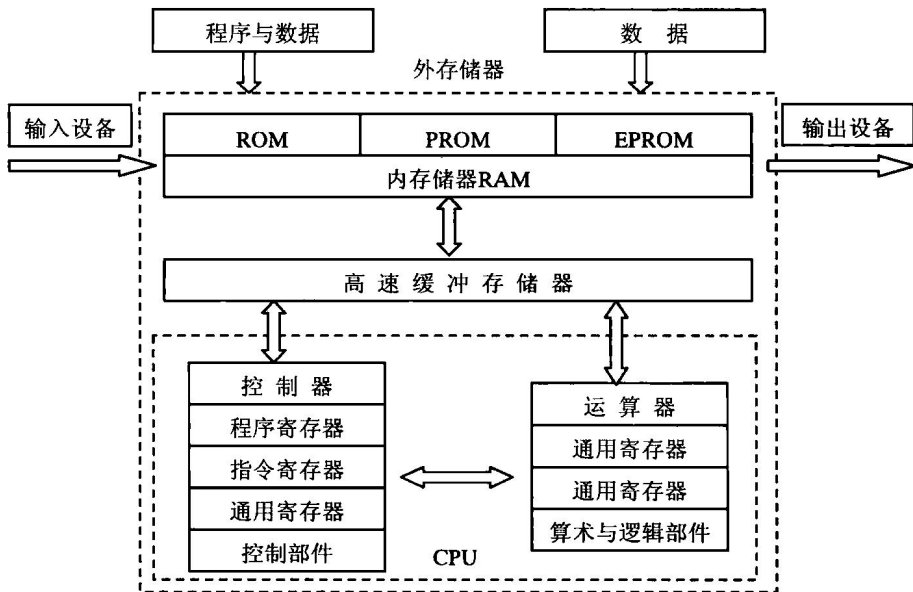 程序与数据
数 据
外存储器
输入设备
输出设备
ROM
PROM
EPROM
内存储器RAM
高 速 缓 冲 存 储 器
控 制 器
程序寄存器
指令寄存器
通用寄存器
控制部件
运 算 器
通用寄存器
通用寄存器
算术与逻辑部件
CPU